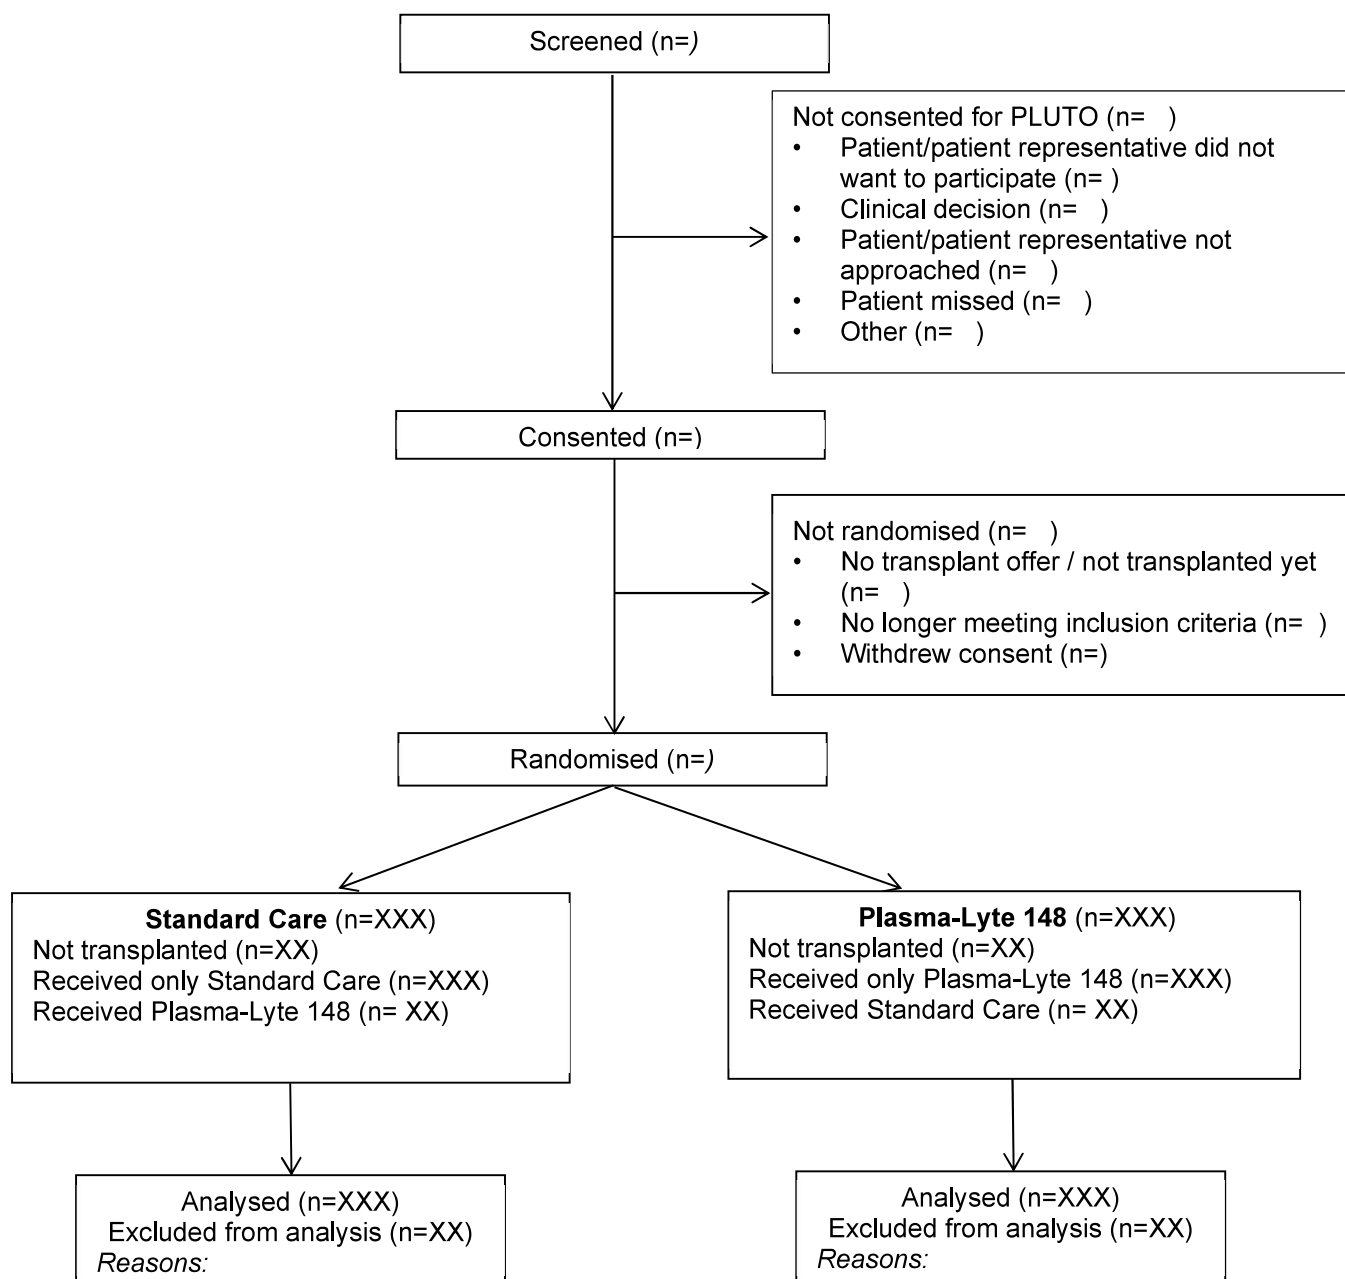 Screened (n=)
Not consented for PLUTO (n=   )
•	Patient/patient representative did not
want to participate (n= )
•	Clinical decision (n=   )
•	Patient/patient representative not
approached (n=   )
•	Patient missed (n=   )
•	Other (n=   )
Consented (n=)
Not randomised (n=   )
•	No transplant offer / not transplanted yet
(n=   )
•	No longer meeting inclusion criteria (n=  )
•	Withdrew consent (n=)
Randomised (n=)
Standard Care (n=XXX)
Not transplanted (n=XX)
Received only Standard Care (n=XXX)
Received Plasma-Lyte 148 (n= XX)
Plasma-Lyte 148 (n=XXX)
Not transplanted (n=XX)
Received only Plasma-Lyte 148 (n=XXX)
Received Standard Care (n= XX)
Analysed (n=XXX)
Excluded from analysis (n=XX)
Reasons:
Analysed (n=XXX)
Excluded from analysis (n=XX)
Reasons: